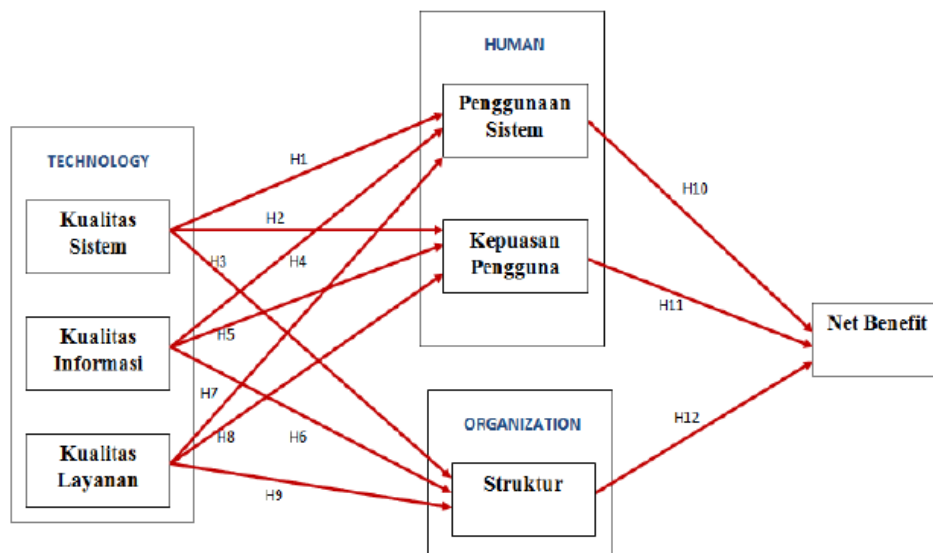 HUMAN
Penggunaan
Sistem
TECHNOLOGY
H1
H10
Kualitas
Sistem
H2
Kepuasan
Pengguna
H3
H4
H11
Net Benefit
Kualitas
Informasi
H5
H7
ORGANIZATION
H12
H8
H6
Kualitas
Layanan
Struktur
H9